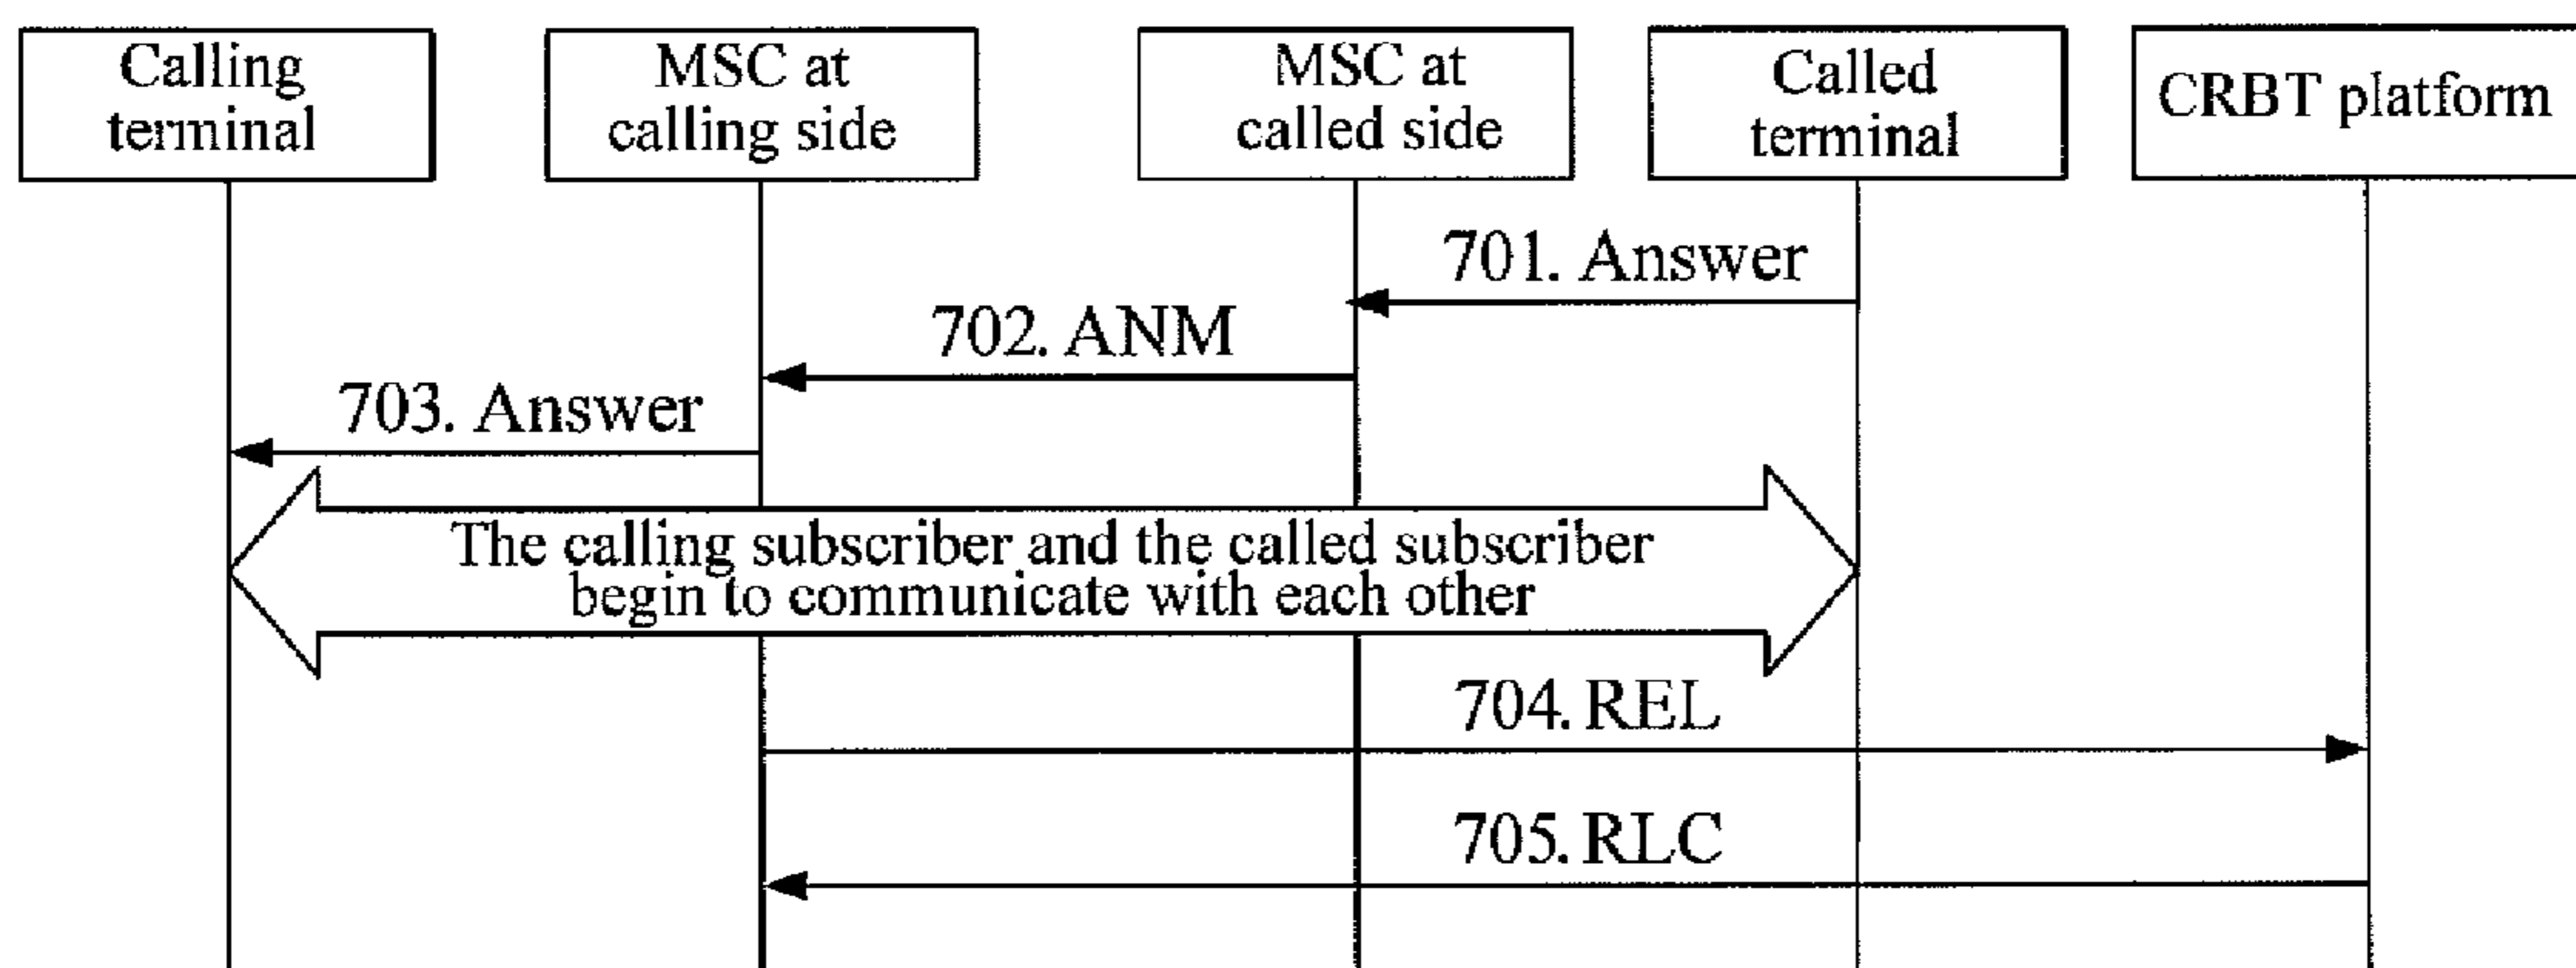 Calling
terminal
MSC at
calling side
MSC at
called side
Called
terminal
CRBT platform
701. Answer
702. ANM
703. Answer
The calling subscriber and the called subscriber
begin to communicate with each other
704. REL
705. RLC